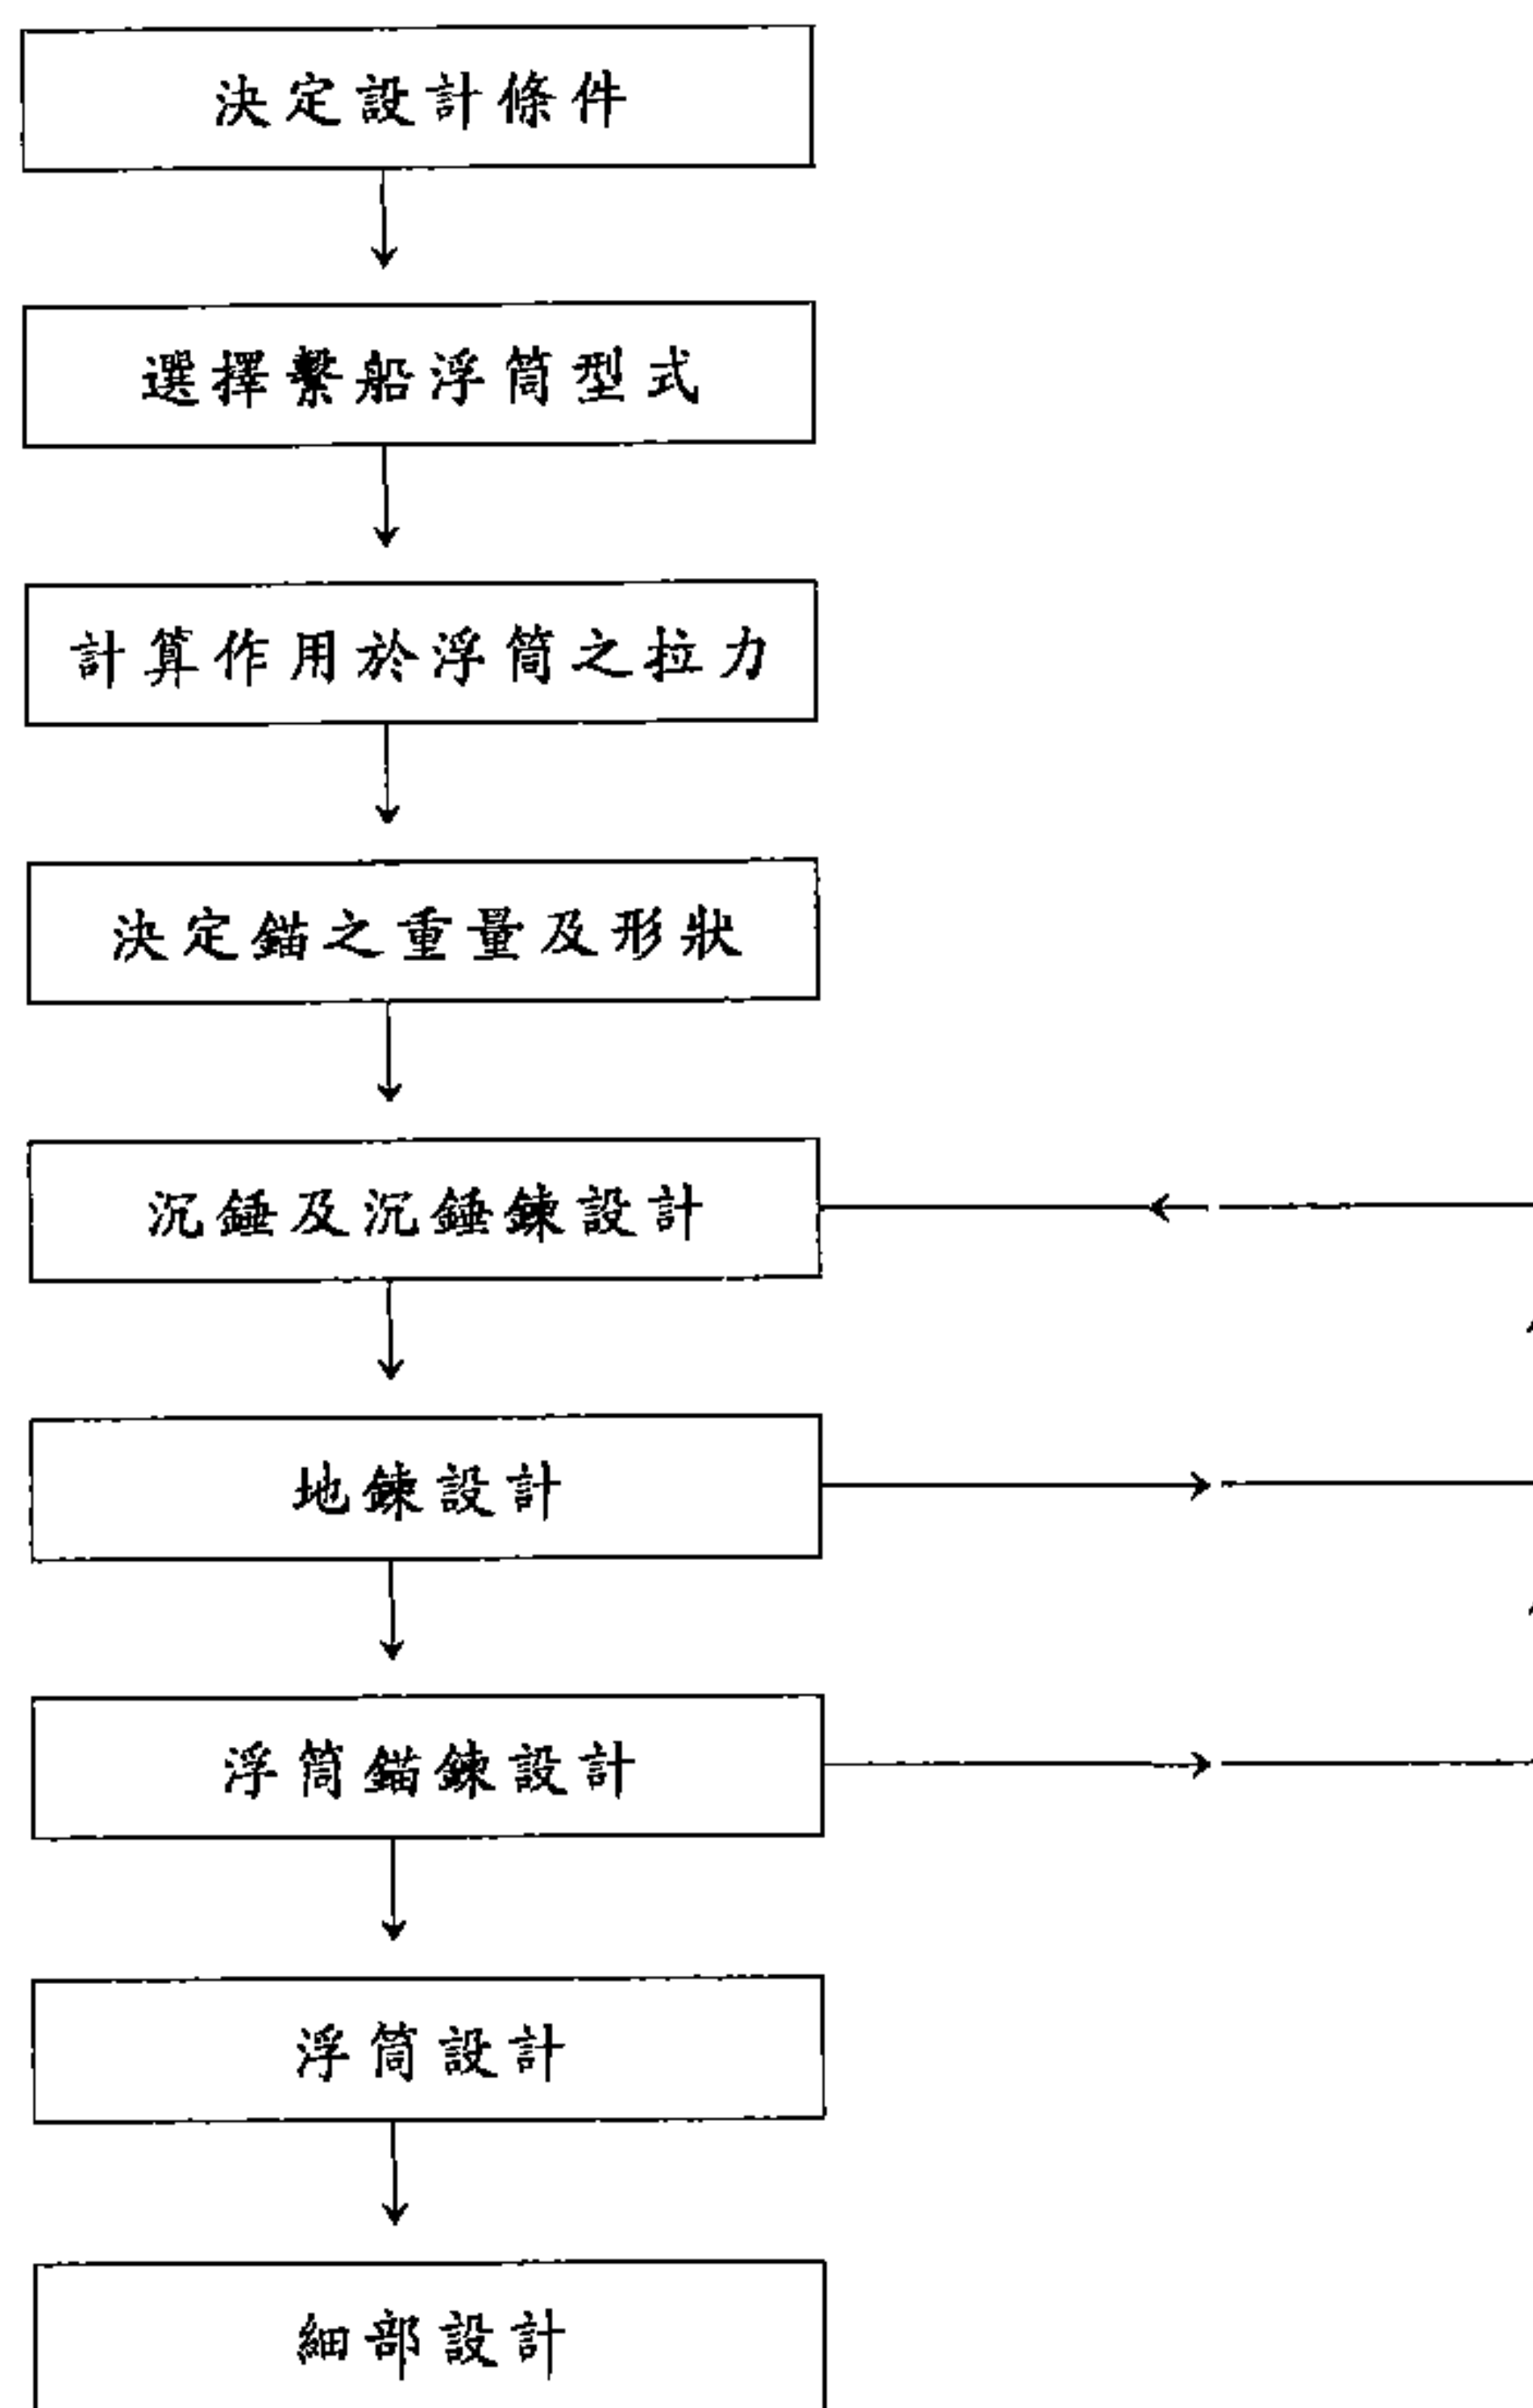 決定設計條件
選擇繫船浮筒型式
計算作用於浮筒之拉力
決定錨之重量及形狀
沉錘及沉錘鍊設計
地鍊設計
浮筒錨鍊設計
浮筒設計
細部設計